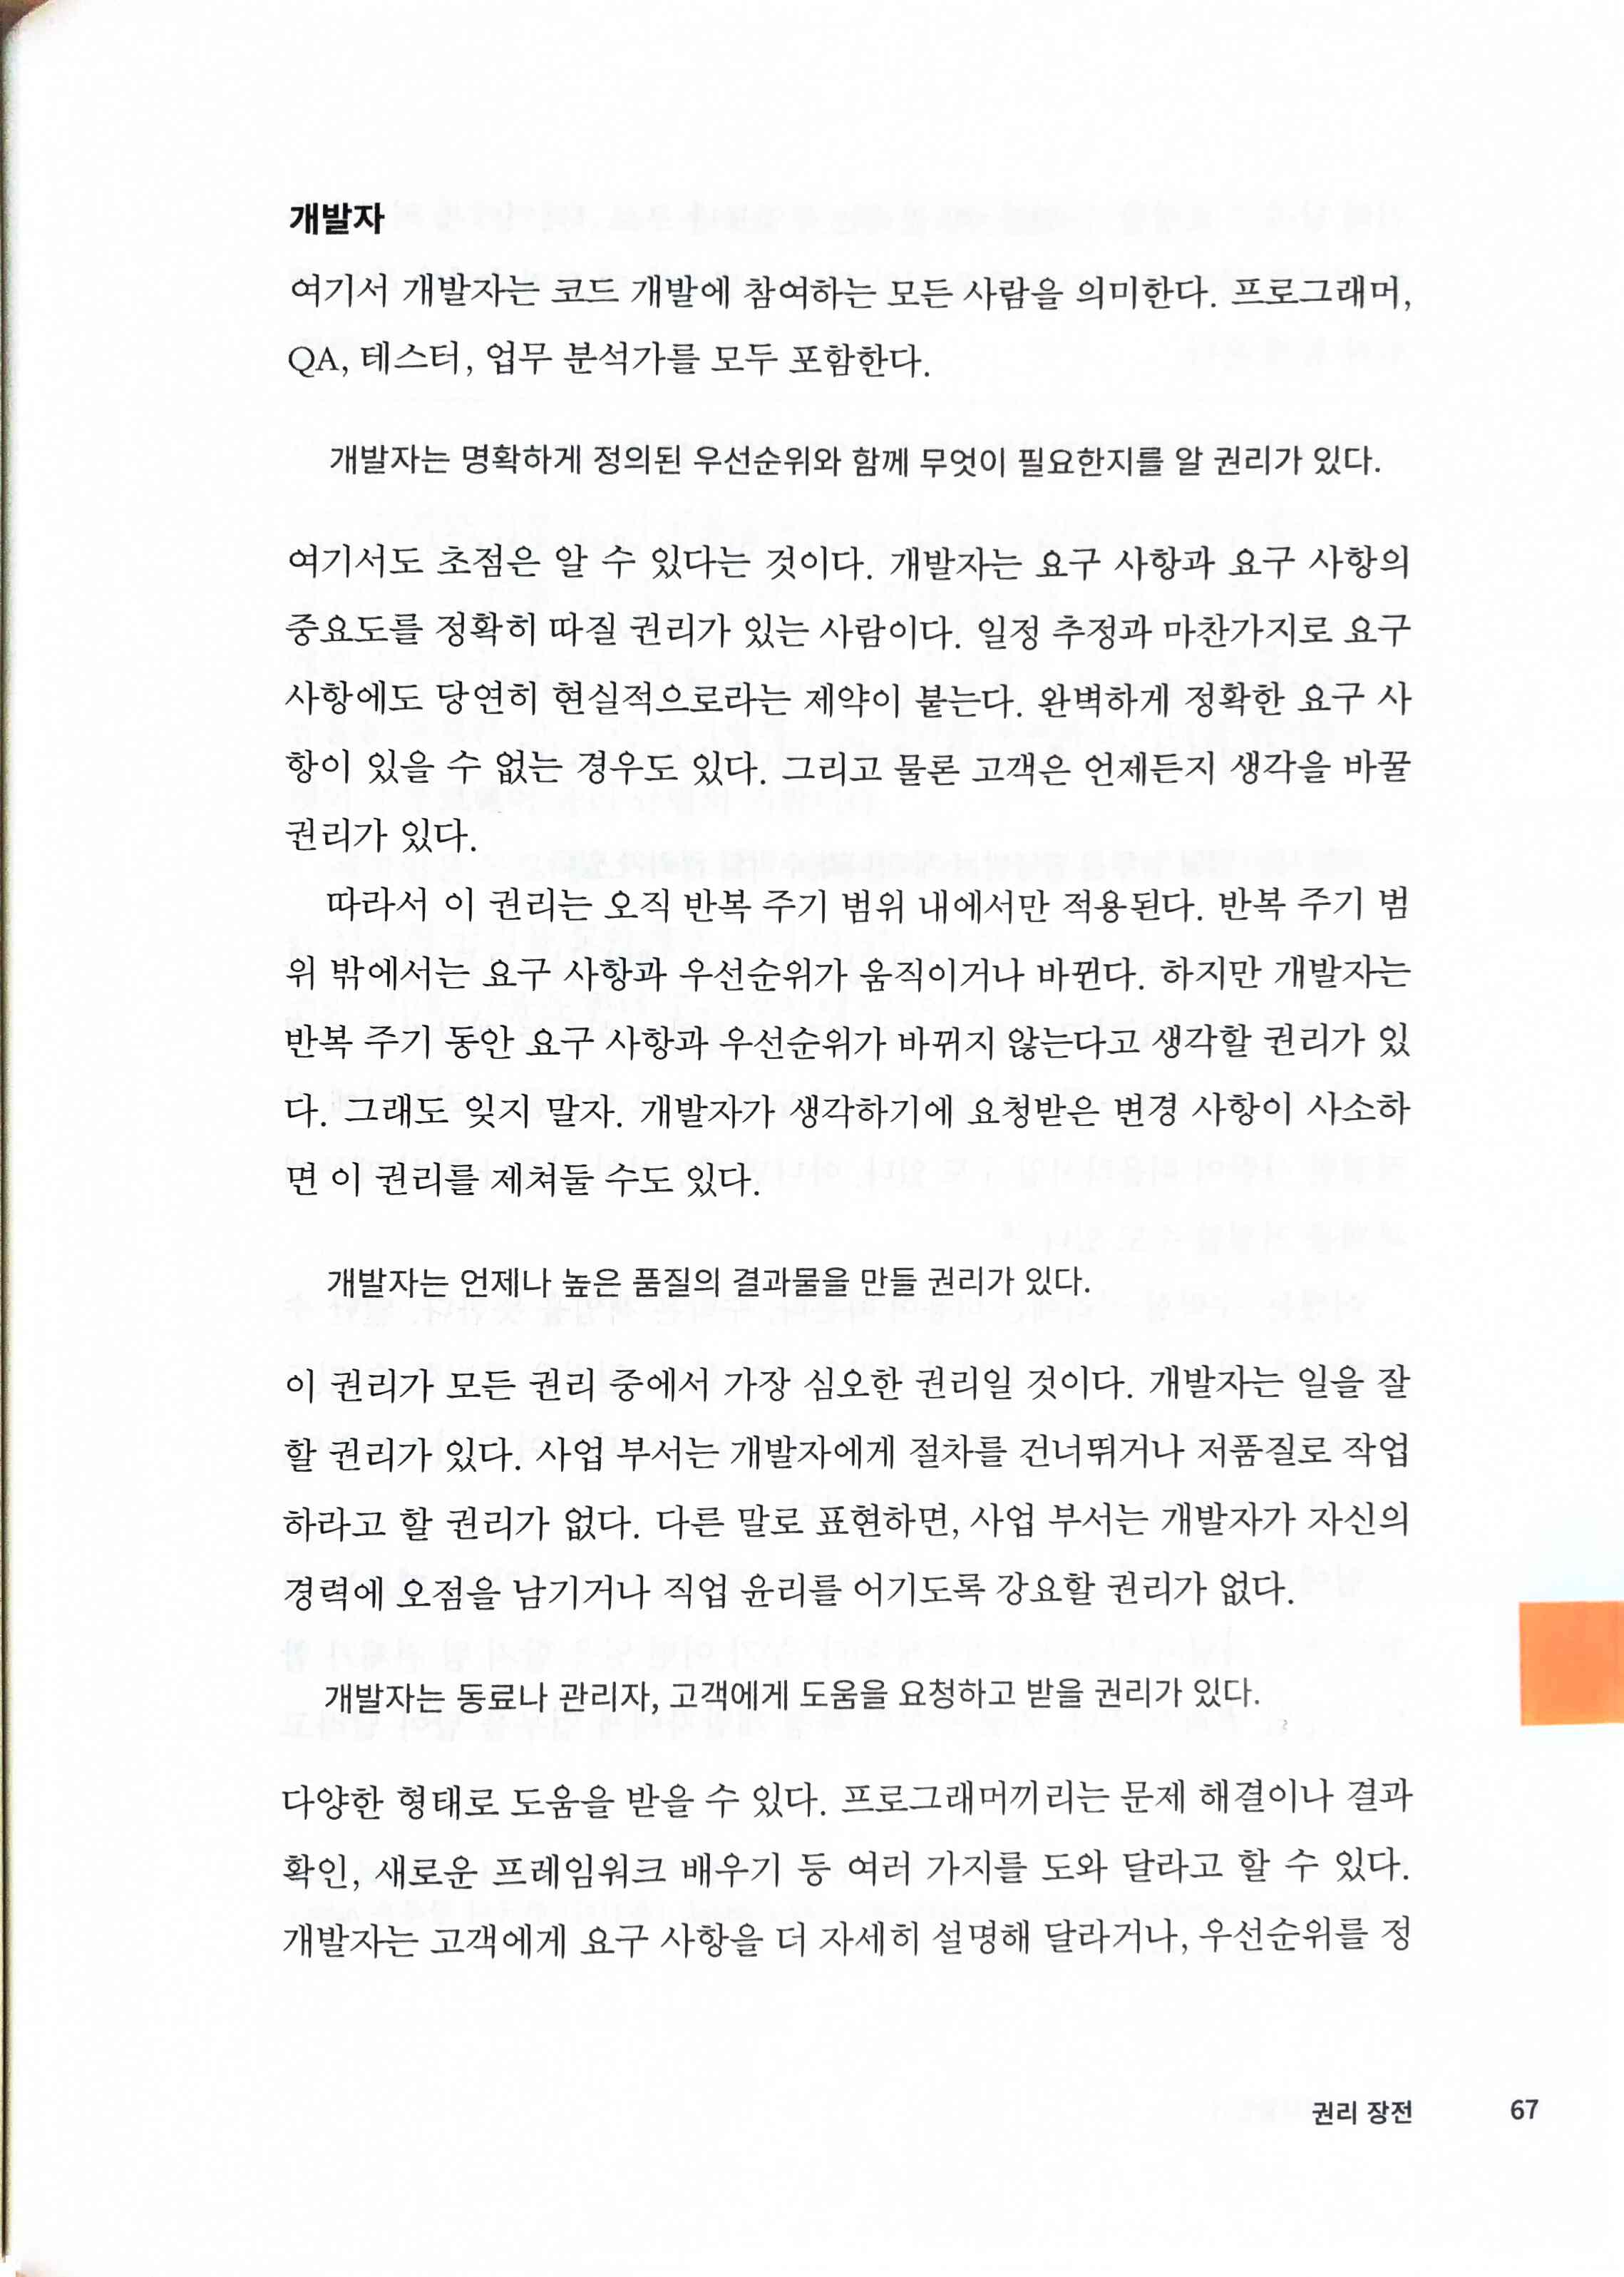 개발자
여기서 개발자는 코드 개발에 참여하는 모든 사람을 의미한다. 프로그래머,
QA, 테스터, 업무 분석가를 모두 포함한다.
개발자는 명확하게 정의된 우선순위와 함께 무엇이 필요한지를 알 권리가 있다.
여기서도 초점은 알 수 있다는 것이다. 개발자는 요구 사항과 요구 사항의
중요도를 정확히 따질 권리가 있는 사람이다. 일정 추정과 마찬가지로 요구
사항에도 당연히 현실적으로라는 제약이 붙는다. 완벽하게 정확한 요구 사
항이 있을 수 없는 경우도 있다. 그리고 물론 고객은 언제든지 생각을 바꿀
권리가 있다.
따라서 이 권리는 오직 반복 주기 범위 내에서만 적용된다. 반복 주기 범
위 밖에서는 요구 사항과 우선순위가 움직이거나 바뀐다. 하지만 개발자는
반복 주기 동안 요구 사항과 우선순위가 바뀌지 않는다고 생각할 권리가 있
다. 그래도 잊지 말자. 개발자가 생각하기에 요청받은 변경 사항이 사소하
면 이 권리를 제쳐둘 수도 있다.
개발자는 언제나 높은 품질의 결과물을 만들 권리가 있다.
이 권리가 모든 권리 중에서 가장 심오한 권리일 것이다. 개발자는 일을 잘
할 권리가 있다. 사업 부서는 개발자에게 절차를 건너뛰거나 저품질로 작업
하라고 할 권리가 없다. 다른 말로 표현하면, 사업 부서는 개발자가 자신의
경력에 오점을 남기거나 직업 윤리를 어기도록 강요할 권리가 없다.
개발자는 동료나 관리자, 고객에게 도움을 요청하고 받을 권리가 있다.
다양한 형태로 도움을 받을 수 있다. 프로그래머끼리는 문제 해결이나 결과
확인, 새로운 프레임워크 배우기 등 여러 가지를 도와 달라고 할 수 있다.
개발자는 고객에게 요구 사항을 더 자세히 설명해 달라거나, 우선순위를 정
권리 장전 67